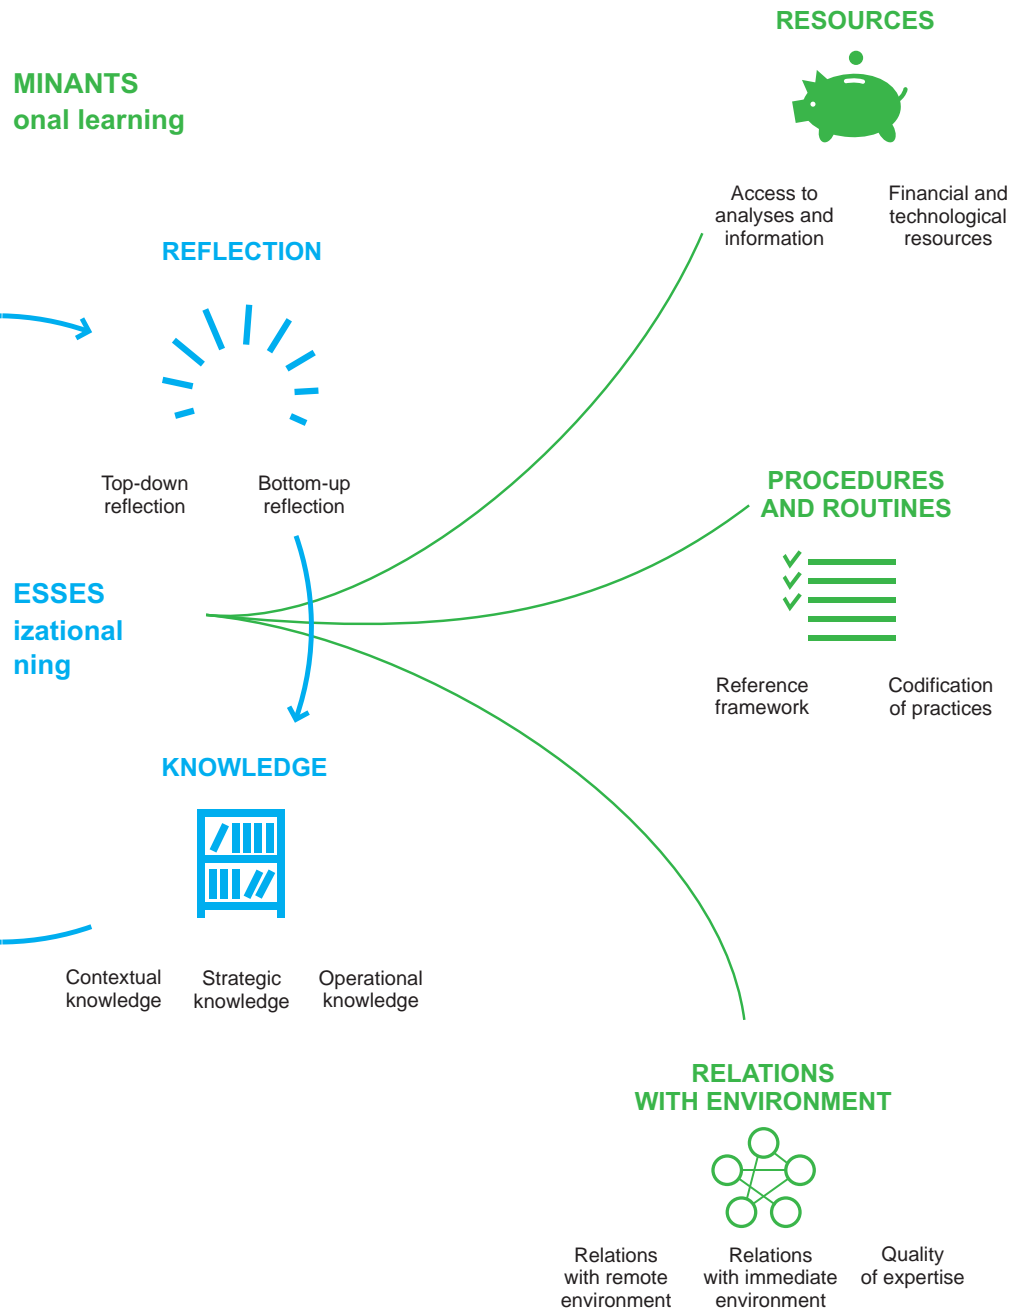 RESOURCES
MINANTS
onal learning
Access to
analyses and
information
Financial and
technological
resources
REFLECTION
Top-down
reflection
Bottom-up
reflection
PROCEDURES
AND ROUTINES
ESSES
izational
ning
Reference
framework
Codification
of practices
KNOWLEDGE
Contextual
knowledge
Strategic
knowledge
Operational
knowledge
RELATIONS
WITH ENVIRONMENT
Relations
with remote
environment
Relations
with immediate
environment
Quality
of expertise